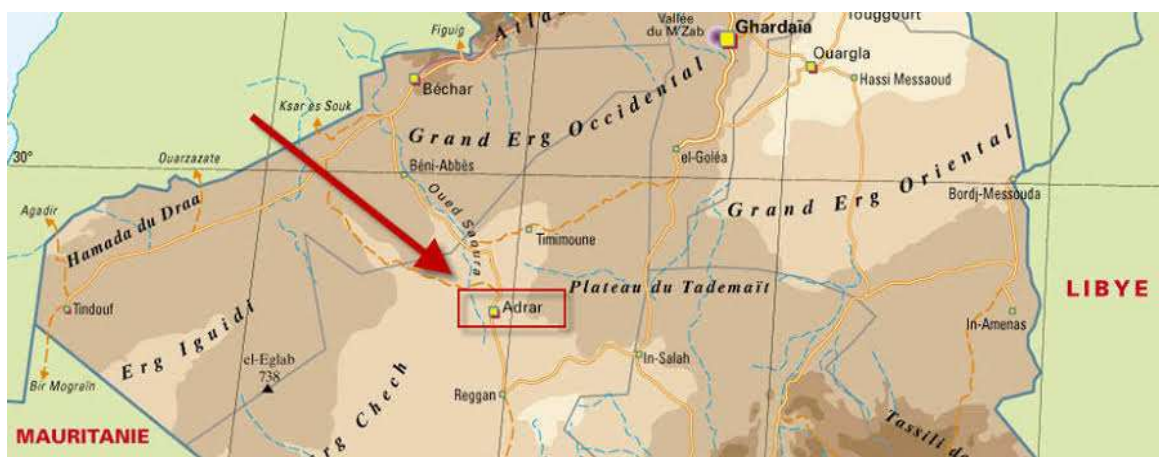 Vallée
du M'Zab
Ghardaïa
Touggourt
Figuig
Atlas
Ouargla
Béchar
Hassi Messaoud
Ksar es Souk
Grand Erg Occidental
30°
Ouarzazate
el-Goléa
Béni-Abbès
Grand Erg Oriental
Bordj-Messouda
Agadir
Hamada du Draa
Oued Saoura
Timimoune
Plateau du Tademaït
LIBYE
Tindouf
Adrar
In-Amenas
Erg Iguidi
el-Eglab
738
In-Salah
Bir Mograïn
Erg Chech
Reggan
MAURITANIE
Tassili de